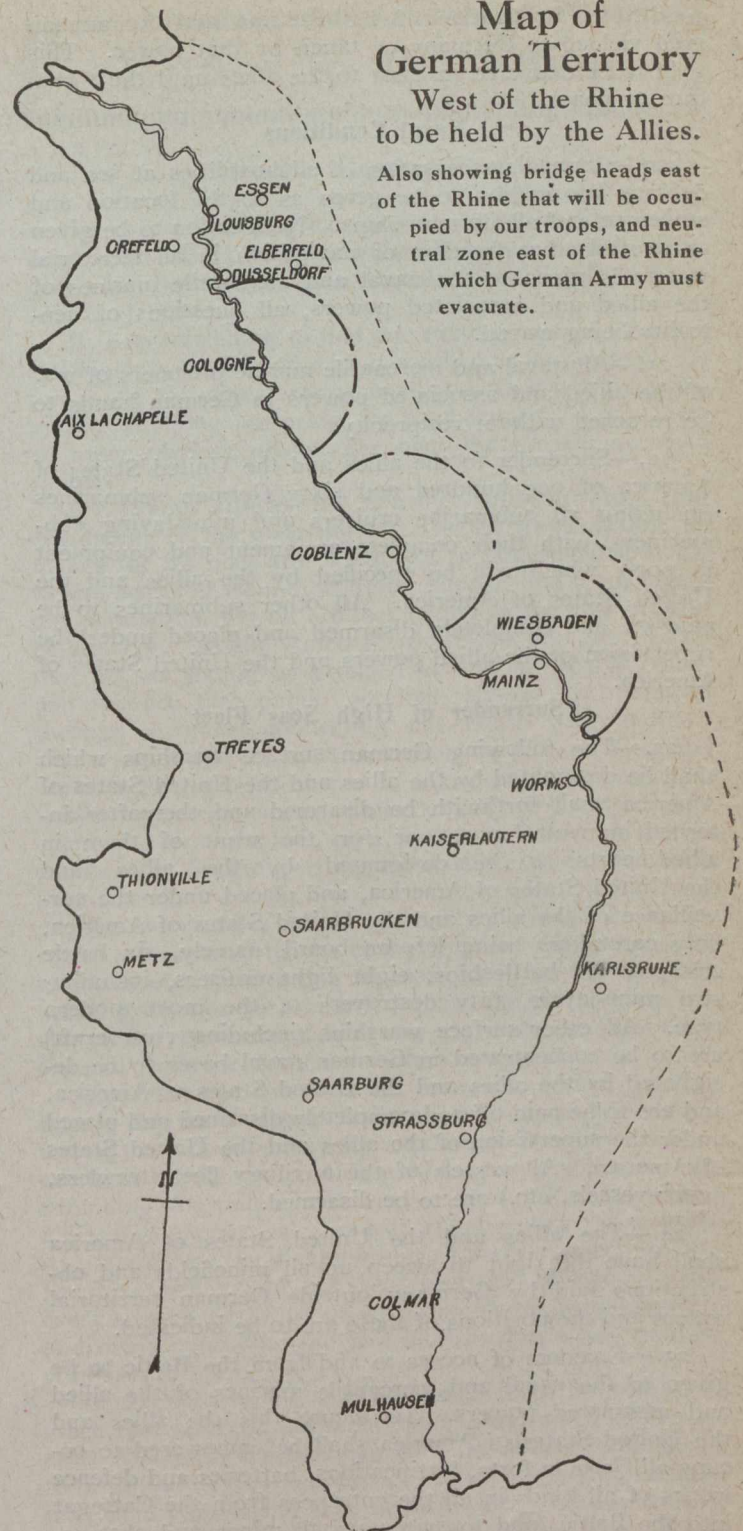 Map of
German Territory
West of the Rhine
to be held by the Allies.
Also showing bridge heads east
of the Rhine that will be occu-
pied by our troops, and neu-
tral zone east of the Rhine
which German Army must
evacuate.
ESSEN
LOUISBURG
CREFELD
ELBERFELD
DUSSELDORF
COLOGNE
AIX LA CHAPELLE
COBLENZ
WIESBADEN
MAINZ
TREYES
WORMS
KAISERLAUTERN
THIONVILLE
SAARBRUCKEN
METZ
KARLSRUHE
SAARBURG
STRASSBURG
N
COLMAR
MULHAUSEN